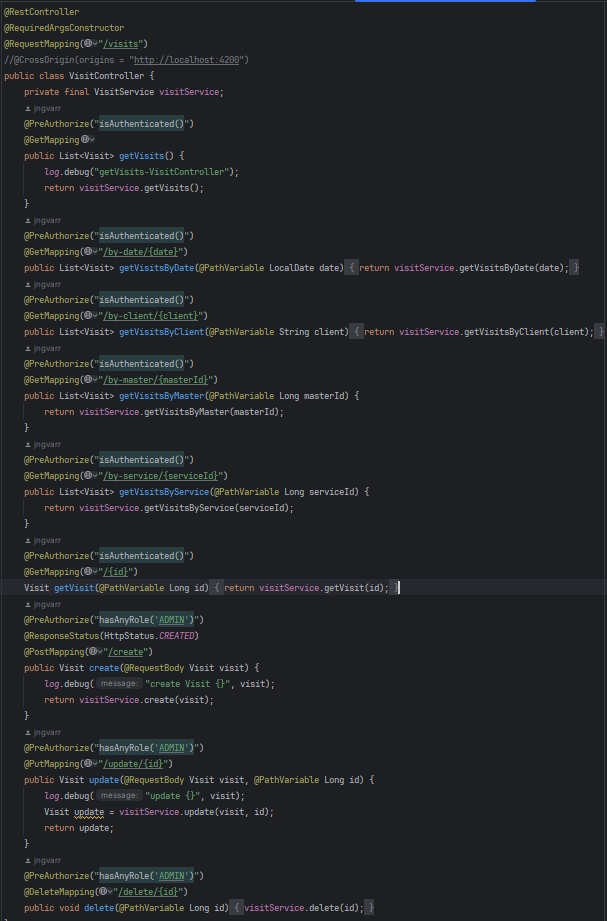 @RestController
@RequiredArgsConstructor
@RequestMapping("/visits")
//@CrossOrigin(origins = "http://localhost:4200")
public class VisitController {
private final VisitService visitService;
jngvarr
@PreAuthorize("isAuthenticated()")
@GetMapping
public List<Visit> getVisits() {
log.debug("getVisits-VisitController");
return visitService.getVisits();
}
jngvarr
@PreAuthorize("isAuthenticated()")
@GetMapping("/by-date/{date}")
public List<Visit> getVisitsByDate(@PathVariable LocalDate date) { return visitService.getVisitsByDate(date); }
jngvarr
@PreAuthorize("isAuthenticated()")
@GetMapping("/by-client/{client}")
public List<Visit> getVisitsByClient(@PathVariable String client) { return visitService.getVisitsByClient(client); }
jngvarr
@PreAuthorize("isAuthenticated()")
@GetMapping("/by-master/{masterId}")
public List<Visit> getVisitsByMaster(@PathVariable Long masterId) {
return visitService.getVisitsByMaster(masterId);
}
jngvarr
@PreAuthorize("isAuthenticated()")
@GetMapping("/by-service/{serviceId}")
public List<Visit> getVisitsByService(@PathVariable Long serviceId) {
return visitService.getVisitsByService(serviceId);
}
jngvarr
@PreAuthorize("isAuthenticated()")
@GetMapping("/{id}")
Visit getVisit(@PathVariable Long id) { return visitService.getVisit(id); }
jngvarr
@PreAuthorize("hasAnyRole('ADMIN')")
@ResponseStatus(HttpStatus.CREATED)
@PostMapping("/create")
public Visit create(@RequestBody Visit visit) {
log.debug( message: "create Visit {}", visit);
return visitService.create(visit);
}
jngvarr
@PreAuthorize("hasAnyRole('ADMIN')")
@PutMapping("/update/{id}")
public Visit update(@RequestBody Visit visit, @PathVariable Long id) {
log.debug( message: "update {}", visit);
Visit update = visitService.update(visit, id);
return update;
}
jngvarr
@PreAuthorize("hasAnyRole('ADMIN')")
@DeleteMapping("/delete/{id}")
public void delete(@PathVariable Long id) { visitService.delete(id); }